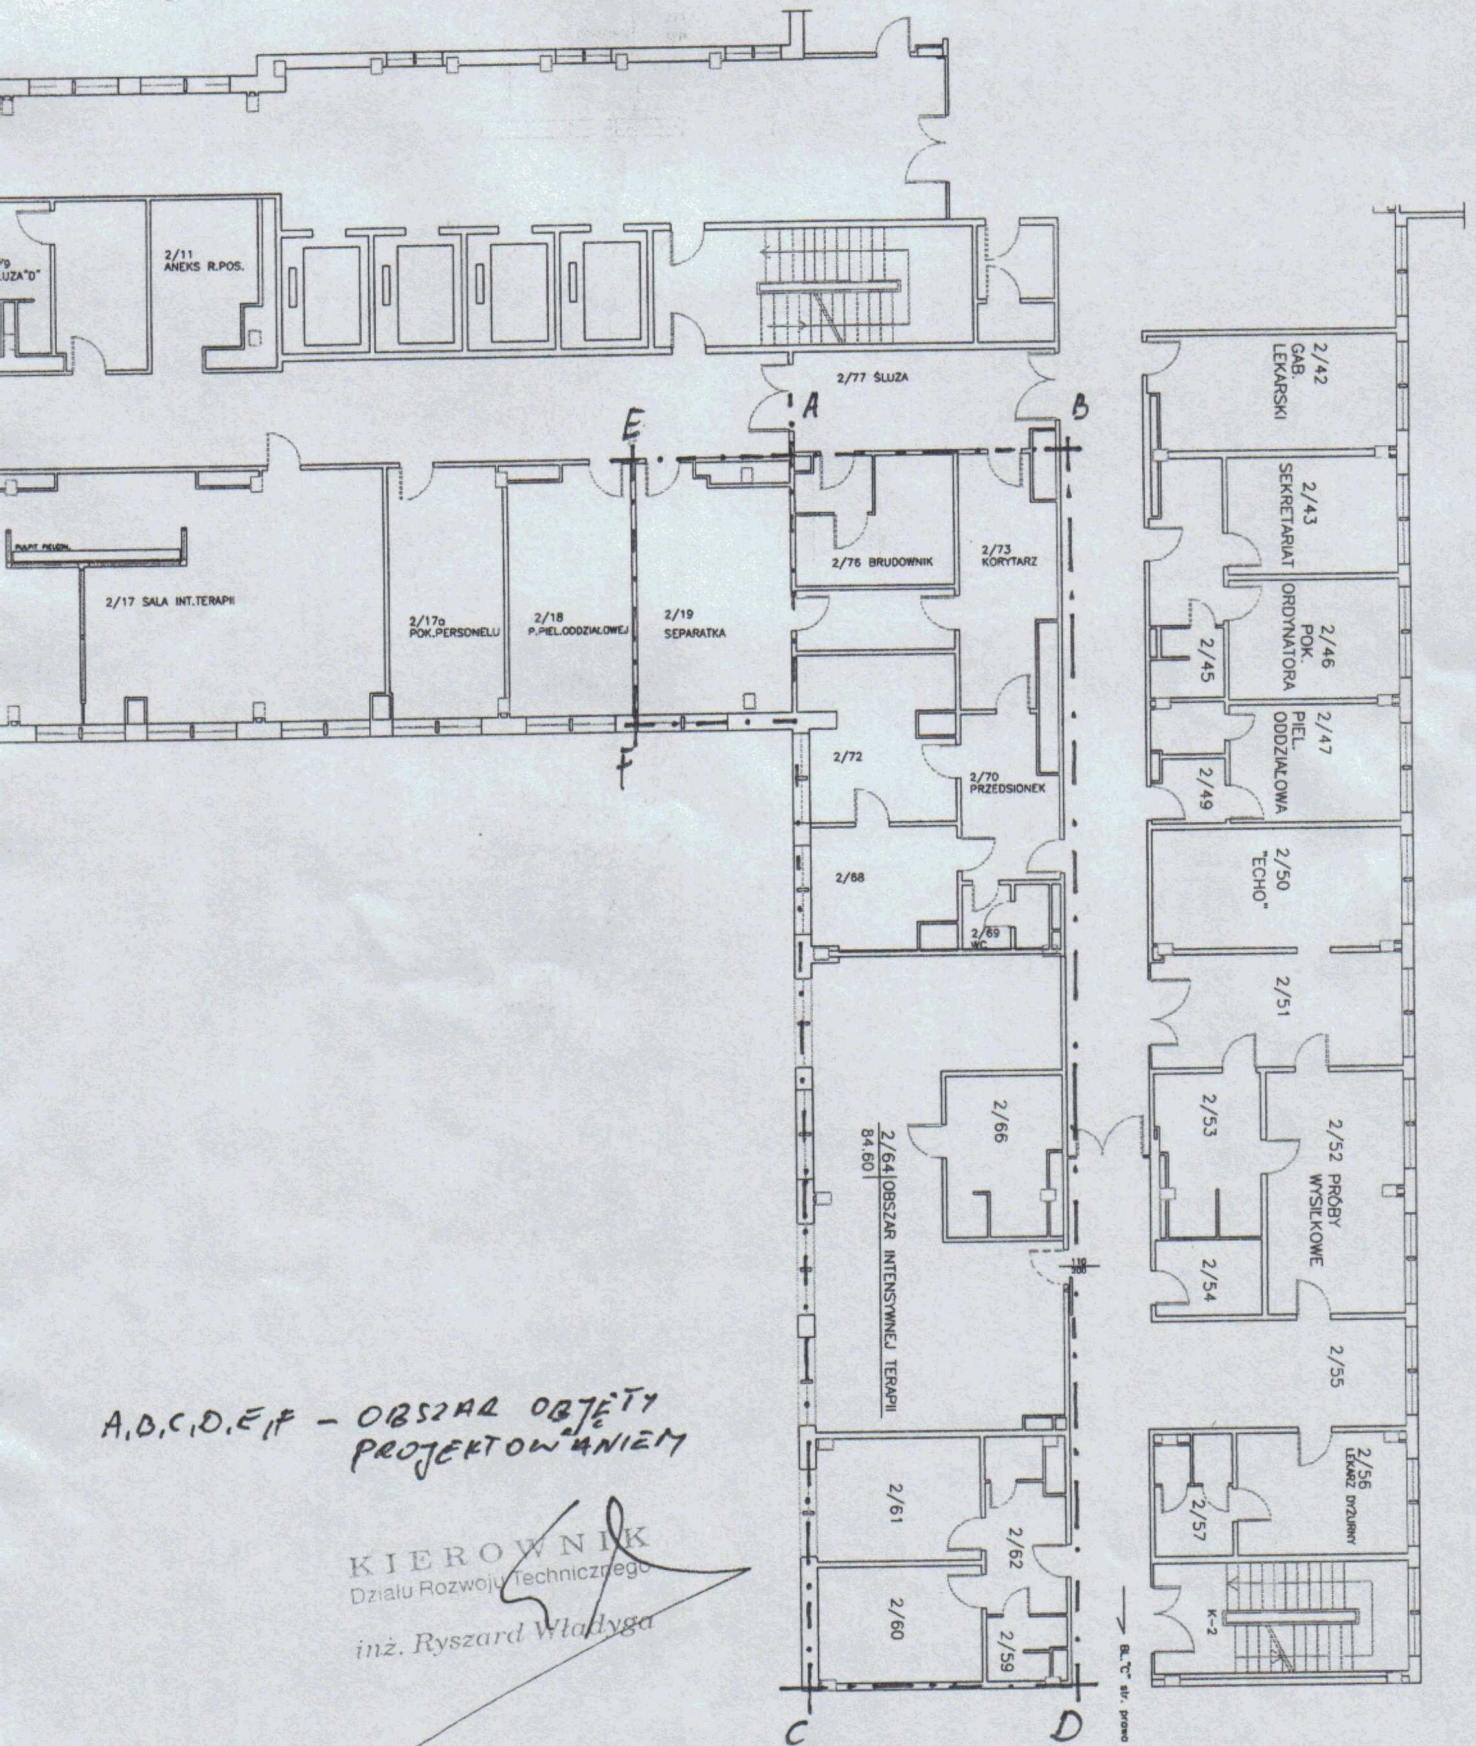 2/11
ANEKS R.POS.
2/77 ŚLUZA
A
B
E
2/42
GAB.
LEKARSKI
2/43
SEKRETARIAT
2/46
POK.
ORDYNATORA
2/45
2/47
PIEL.
ODDZIAŁOWA
2/49
2/50
"ECHO"
2/51
2/52 PRÓBY
WYSIŁKOWE
2/53
2/54
2/55
2/56
LEKARZ DYŻURNY
2/57
K-2
2/17 SALA INT.TERAPII
2/17a
POK.PERSONELU
2/18
P.PIEL.ODDZIAŁOWEJ
2/19
SEPARATKA
2/76 BRUDOWNIK
2/73
KORYTARZ
2/72
2/70
PRZEDSIONEK
2/68
2/69
WC
2/66
2/64 OBSZAR INTENSYWNEJ TERAPII
84.60
2/61
2/62
2/60
2/59
BL."C" str. prawa
C
D
A,B,C,D,E,F - OBSZAR OBJĘTY
PROJEKTOWANIEM
KIEROWNIK
Działu Rozwoju Technicznego
inż. Ryszard Władyga